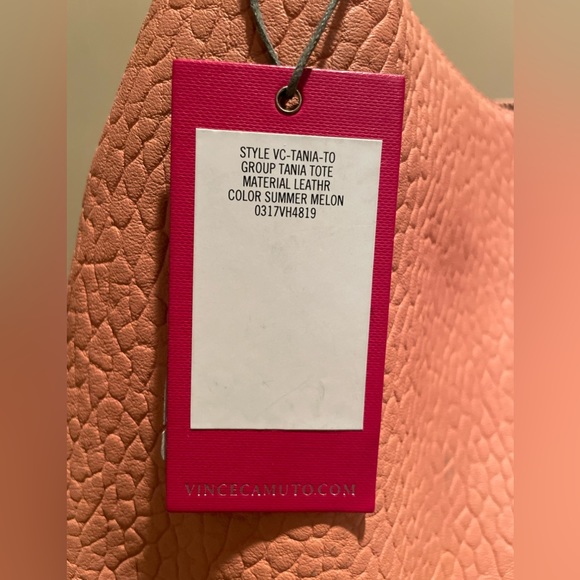 STYLE VC-TANIA-TO
GROUP TANIA TOTE
MATERIAL LEATHR
COLOR SUMMER MELON
0317VH4819
VINCECAMUTO.COM